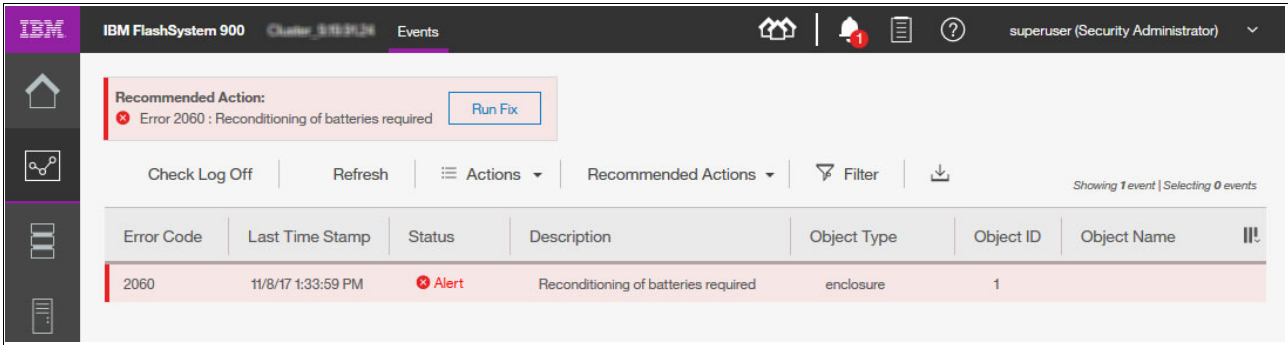 IBM
IBM FlashSystem 900 Events superuser (Security Administrator)
1
Recommended Action:
Error 2060 : Reconditioning of batteries required Run Fix
Check Log Off Refresh Actions Recommended Actions Filter
Showing 1 event | Selecting 0 events
Error Code Last Time Stamp Status Description Object Type Object ID Object Name
2060 11/8/17 1:33:59 PM Alert Reconditioning of batteries required enclosure 1